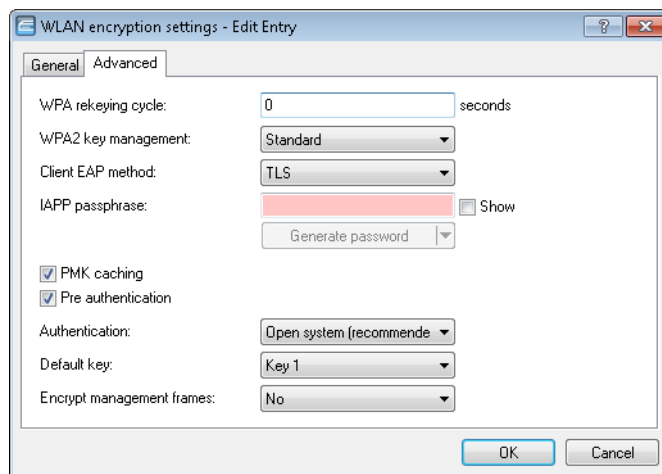 WLAN encryption settings - Edit Entry
General Advanced
WPA rekeying cycle: 0 seconds
WPA2 key management: Standard
Client EAP method: TLS
IAPP passphrase: Show
Generate password
PMK caching
Pre authentication
Authentication: Open system (recommende
Default key: Key 1
Encrypt management frames: No
OK Cancel